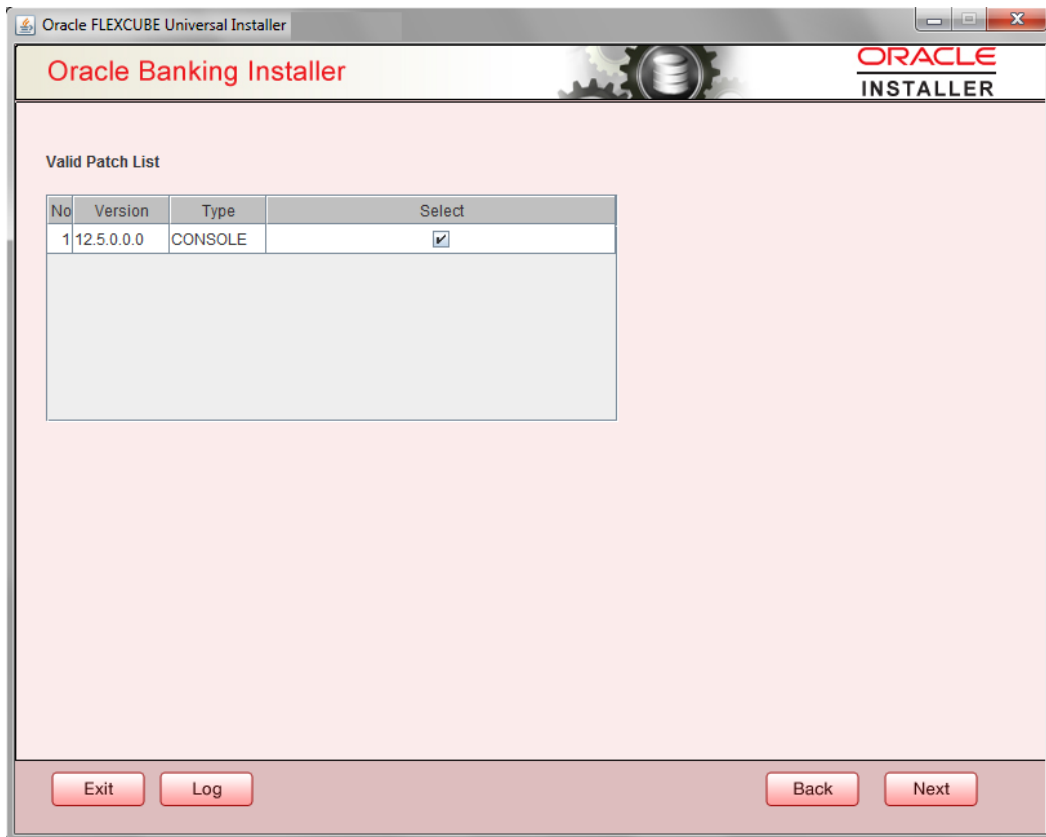 Oracle FLEXCUBE Universal Installer
Oracle Banking Installer
ORACLE
INSTALLER
Valid Patch List
No Version Type Select
1 12.5.0.0.0 CONSOLE
Exit Log Back Next